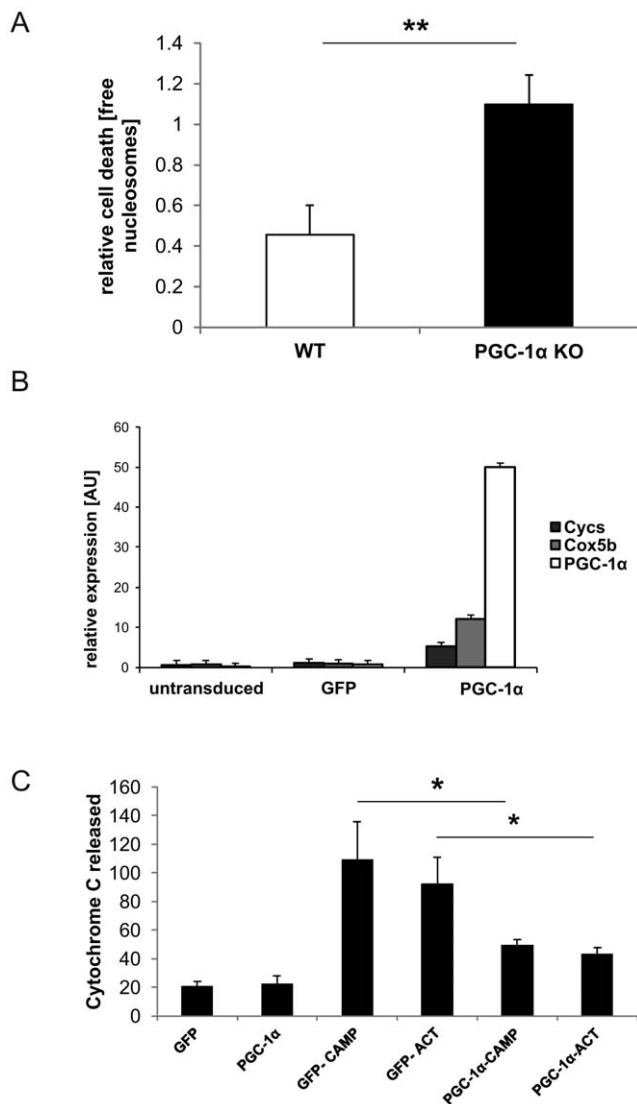 A
**
relative cell death [free
nucleosomes]
1.4
1.2
1
0.8
0.6
0.4
0.2
0
WT
PGC-1α KO
B
relative expression [AU]
60
50
40
30
20
10
0
untransduced
GFP
PGC-1α
Cycs
Cox5b
PGC-1α
C
Cytochrome C released
160
140
120
100
80
60
40
20
0
*
*
GFP
PGC-1α
GFP- CAMP
GFP- ACT
PGC-1α-CAMP
PGC-1α-ACT